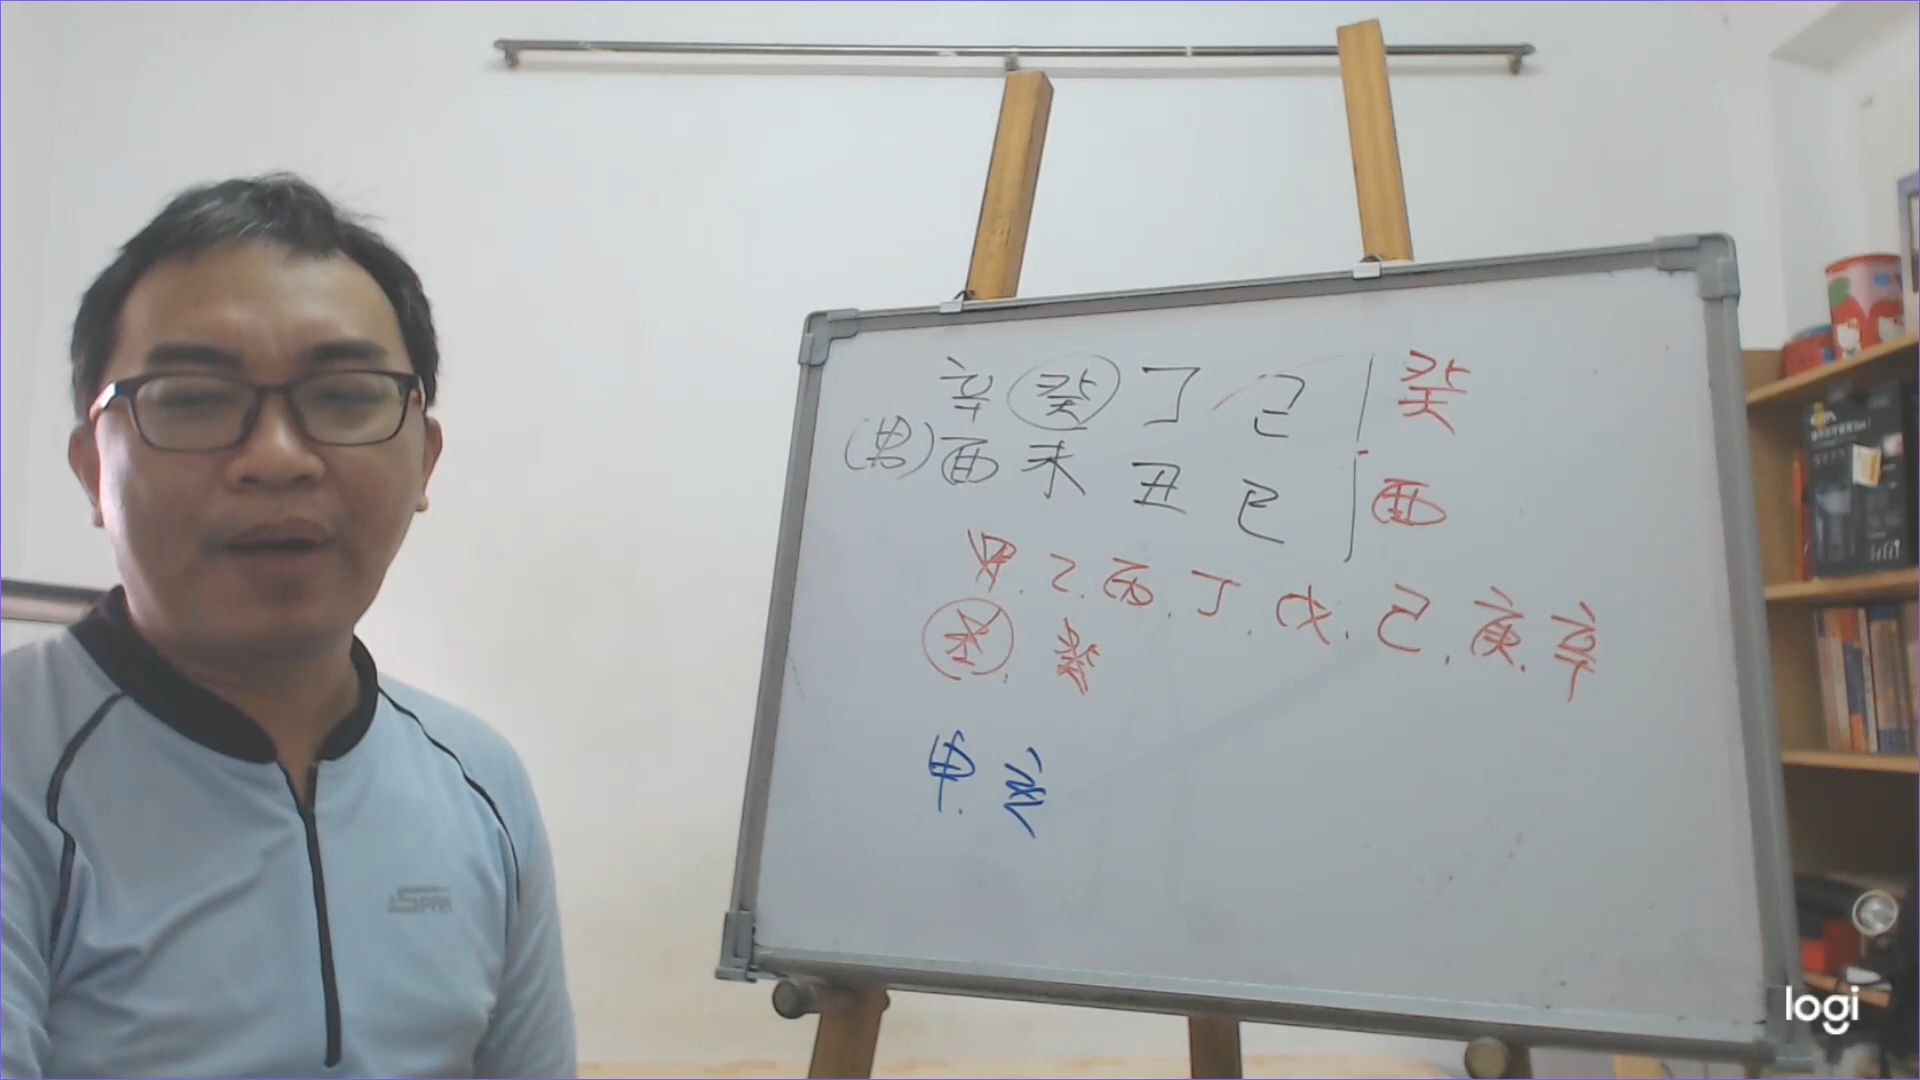 辛 癸 丁 己 | 癸
(男) 酉 未 丑 巳 | 酉
甲. 乙. 丙. 丁. 戊. 己. 庚. 辛
壬. 癸
甲.
SPAR
logi